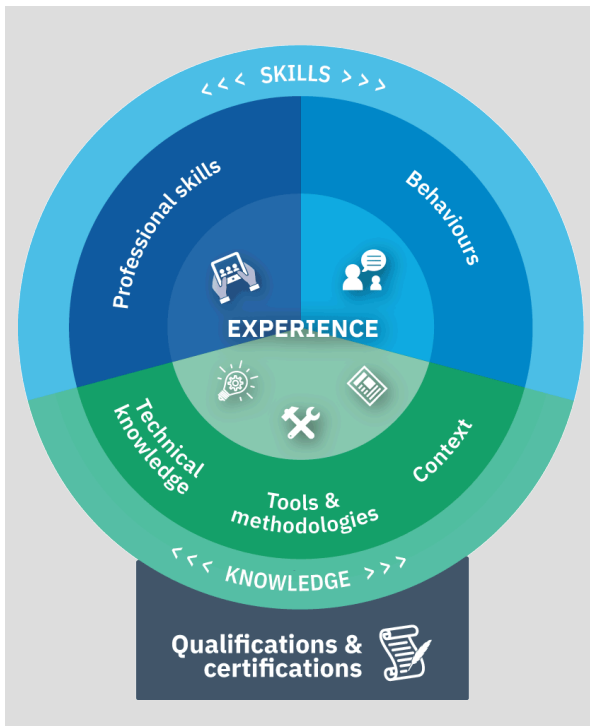 < < < SKILLS > > >
Professional skills
Behaviours
EXPERIENCE
Technical
knowledge
Tools &
methodologies
Context
< < < KNOWLEDGE > > >
Qualifications &
certifications